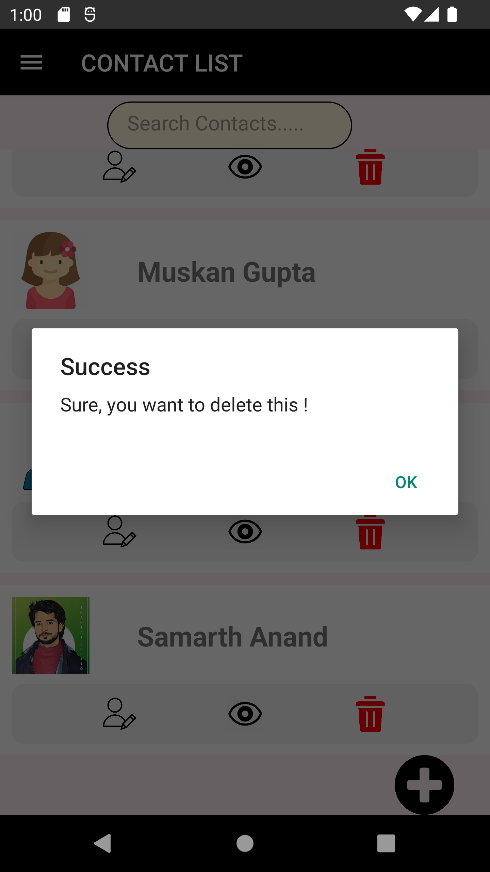 1:00
CONTACT LIST
Search Contacts.....
Muskan Gupta
Success
Sure, you want to delete this !
OK
Samarth Anand